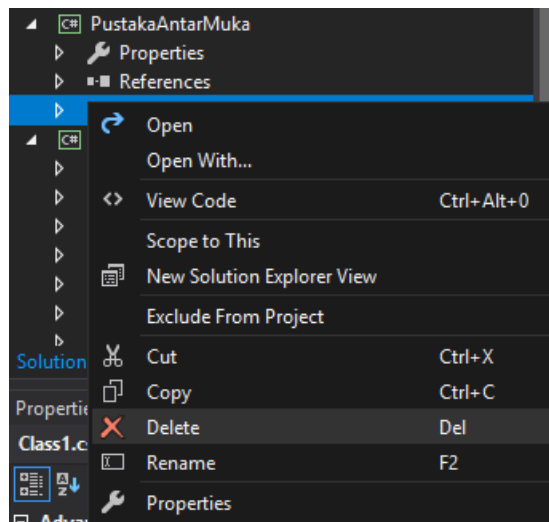 C# PustakaAntarMuka
Properties
References
Open
C#
Open With...
View Code Ctrl+Alt+0
Scope to This
New Solution Explorer View
Exclude From Project
Solution
Cut Ctrl+X
Copy Ctrl+C
Delete Del
Rename F2
Properties
Class1.c